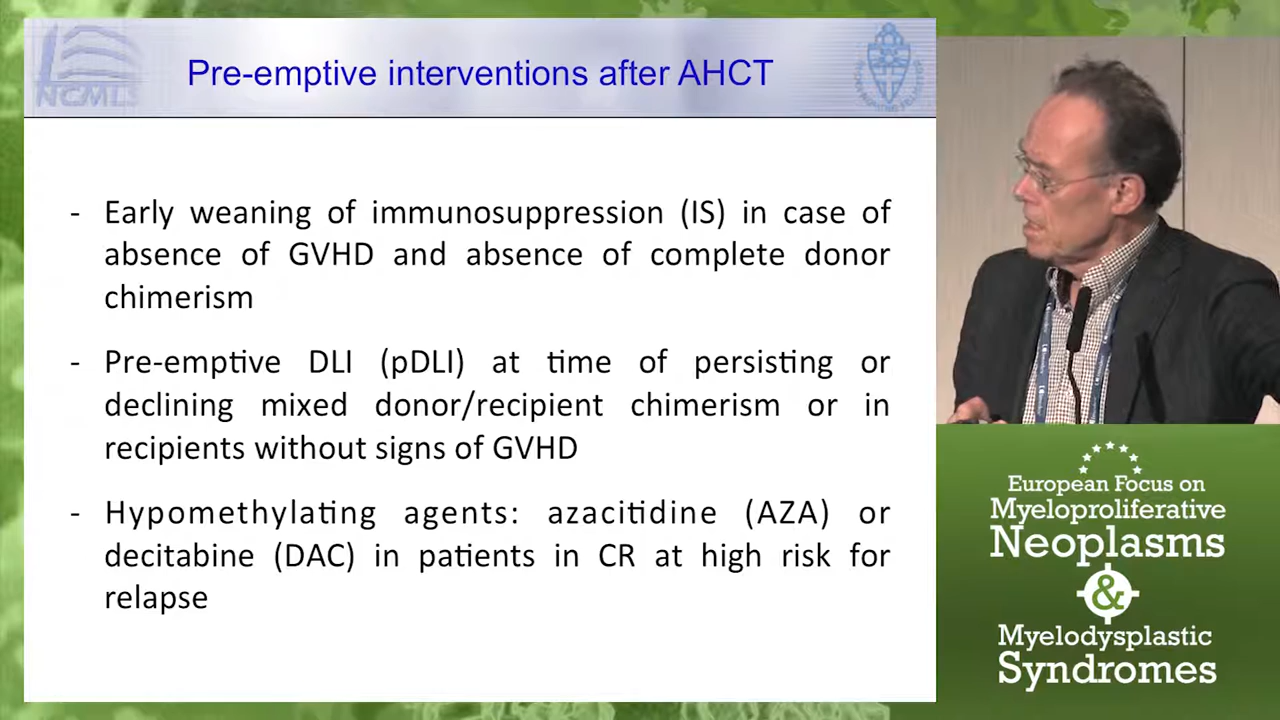 NCMLS
Pre-emptive interventions after AHCT
- Early weaning of immunosuppression (IS) in case of
absence of GVHD and absence of complete donor
chimerism
- Pre-emptive DLI (pDLI) at time of persisting or
declining mixed donor/recipient chimerism or in
recipients without signs of GVHD
- Hypomethylating agents: azacitidine (AZA) or
decitabine (DAC) in patients in CR at high risk for
relapse
European Focus on
Myeloproliferative
Neoplasms
&
Myelodysplastic
Syndromes